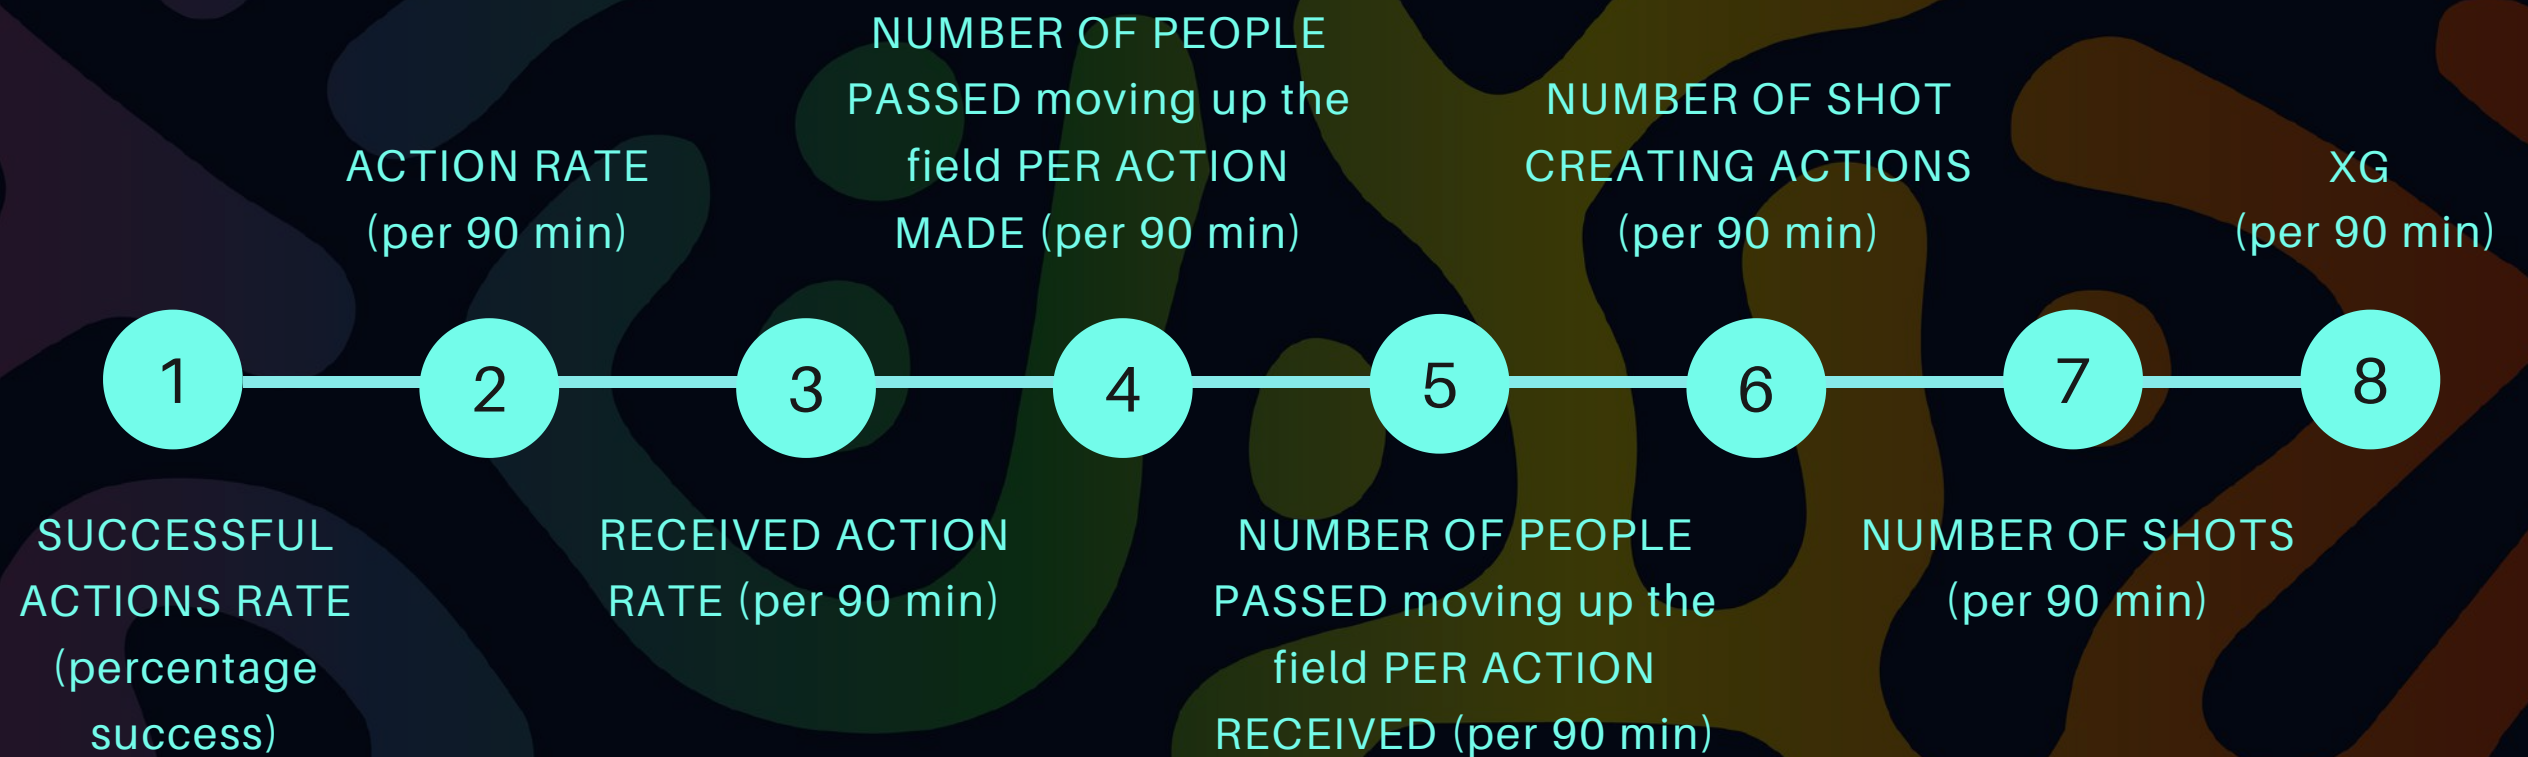 NUMBER OF PEOPLE
PASSED moving up the
field PER ACTION
MADE (per 90 min)
NUMBER OF SHOT
CREATING ACTIONS
(per 90 min)
ACTION RATE
(per 90 min)
XG
(per 90 min)
1
2
3
4
5
6
7
8
SUCCESSFUL
ACTIONS RATE
(percentage
success)
RECEIVED ACTION
RATE (per 90 min)
NUMBER OF PEOPLE
PASSED moving up the
field PER ACTION
RECEIVED (per 90 min)
NUMBER OF SHOTS
(per 90 min)